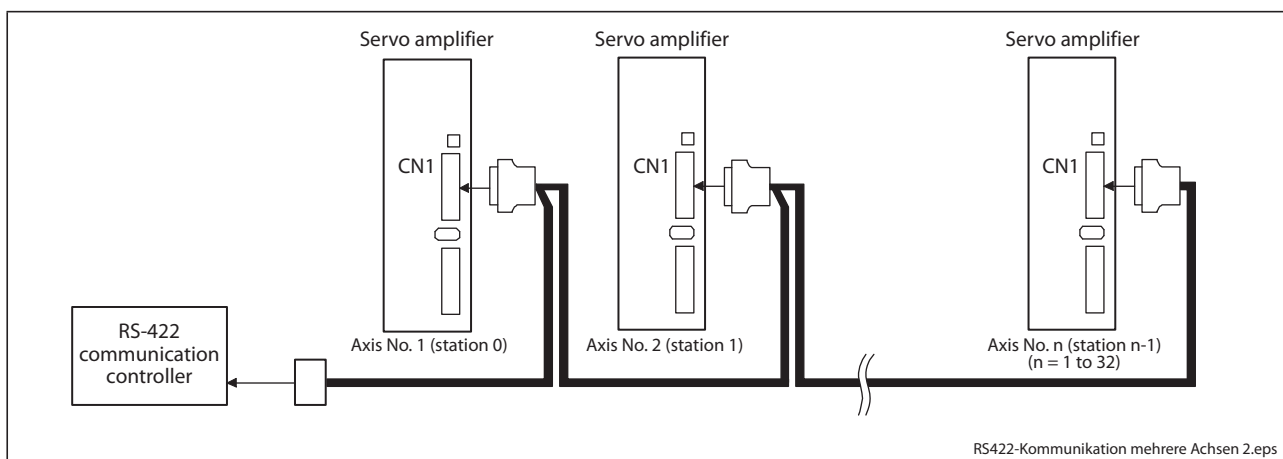 Servo amplifier
Servo amplifier
Servo amplifier
CN1
CN1
CN1
RS-422
communication
controller
Axis No. 1 (station 0)
Axis No. 2 (station 1)
Axis No. n (station n-1)
(n = 1 to 32)
RS422-Kommunikation mehrere Achsen 2.eps